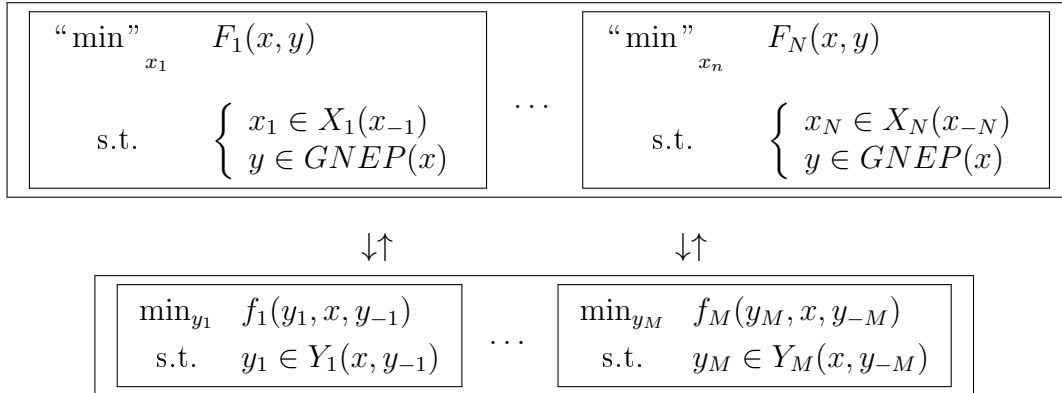 “min”_{x_1} F_1(x, y) “min”_{x_n} F_N(x, y)
s.t. { x_1 ∈ X_1(x_{-1}) y ∈ GNEP(x) ... s.t. { x_N ∈ X_N(x_{-N}) y ∈ GNEP(x)
↓↑ ↓↑
min_{y_1} f_1(y_1, x, y_{-1}) min_{y_M} f_M(y_M, x, y_{-M})
s.t. y_1 ∈ Y_1(x, y_{-1}) ... s.t. y_M ∈ Y_M(x, y_{-M})